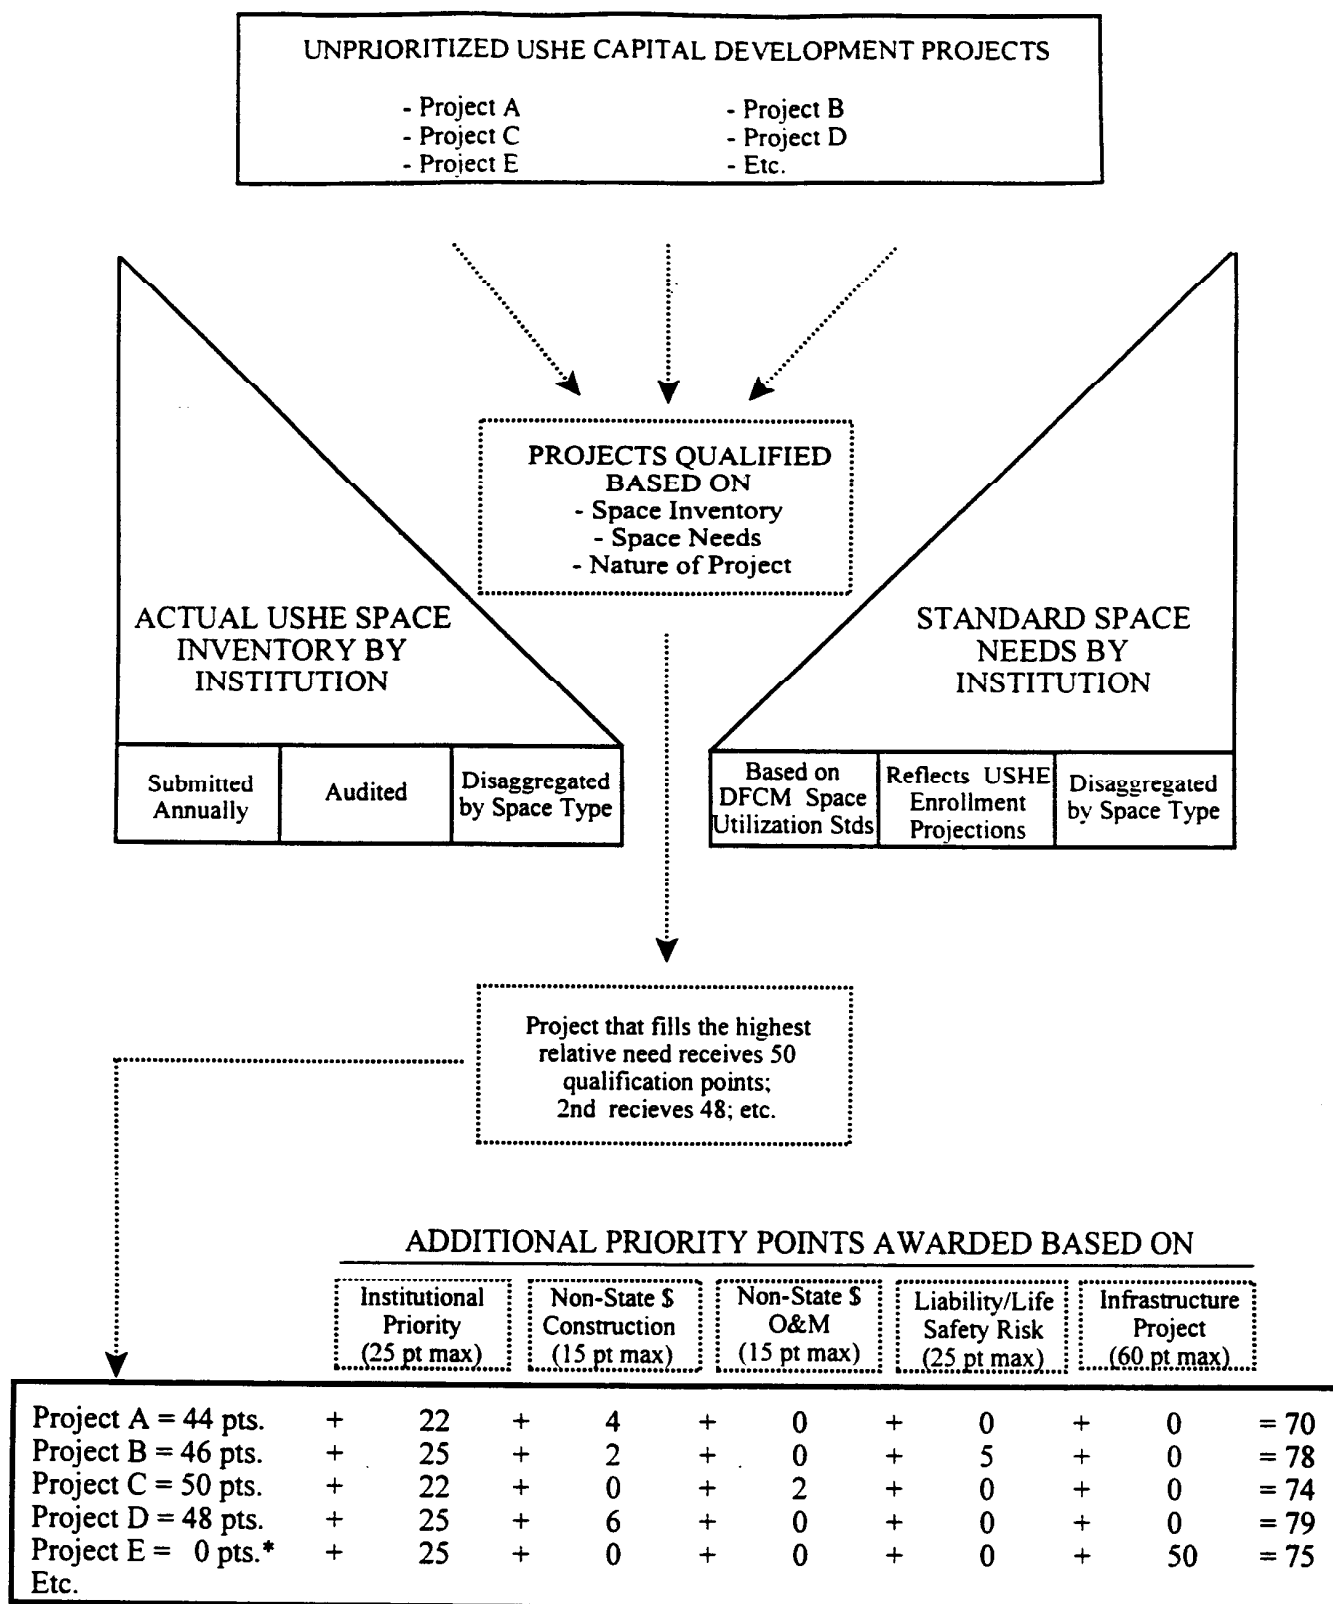 UNPRIORITIZED USHE CAPITAL DEVELOPMENT PROJECTS
- Project A - Project B
- Project C - Project D
- Project E - Etc.
PROJECTS QUALIFIED
BASED ON
- Space Inventory
- Space Needs
- Nature of Project
ACTUAL USHE SPACE
INVENTORY BY
INSTITUTION
Submitted
Annually
Audited
Disaggregated
by Space Type
STANDARD SPACE
NEEDS BY
INSTITUTION
Based on
DFCM Space
Utilization Stds
Reflects USHE
Enrollment
Projections
Disaggregated
by Space Type
Project that fills the highest
relative need receives 50
qualification points;
2nd recieves 48; etc.
ADDITIONAL PRIORITY POINTS AWARDED BASED ON
Institutional
Priority
(25 pt max)
Non-State $
Construction
(15 pt max)
Non-State $
O&M
(15 pt max)
Liability/Life
Safety Risk
(25 pt max)
Infrastructure
Project
(60 pt max)
Project A = 44 pts. + 22 + 4 + 0 + 0 + 0 = 70
Project B = 46 pts. + 25 + 2 + 0 + 5 + 0 = 78
Project C = 50 pts. + 22 + 0 + 2 + 0 + 0 = 74
Project D = 48 pts. + 25 + 6 + 0 + 0 + 0 = 79
Project E = 0 pts.* + 25 + 0 + 0 + 0 + 50 = 75
Etc.